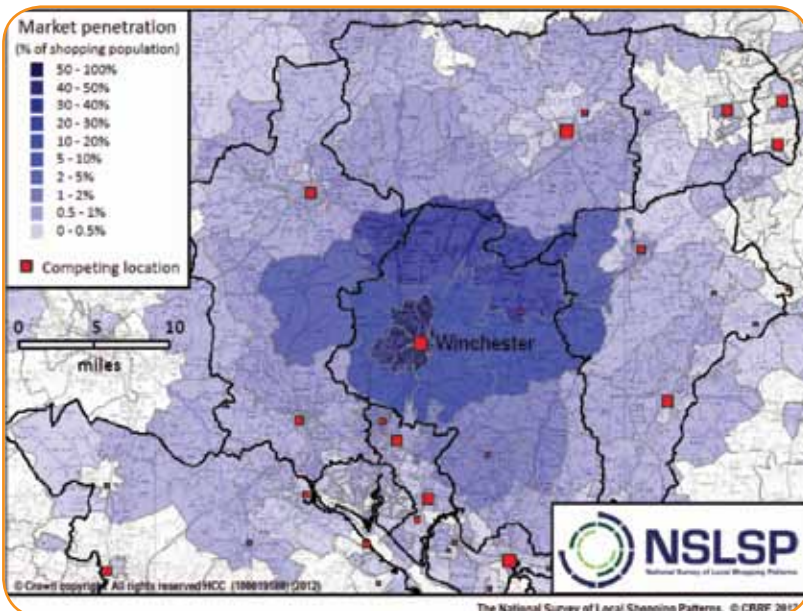 Market penetration
(% of shopping population)
50 - 100%
40 - 50%
30 - 40%
20 - 30%
10 - 20%
5 - 10%
2 - 5%
1 - 2%
0.5 - 1%
0 - 0.5%
Competing location
0 6 10
miles
Winchester
NSLSP
National Survey of Local Shopping Patterns
© Crown copyright All rights reserved HCC (2012)
The National Survey of Local Shopping Patterns © CBRE